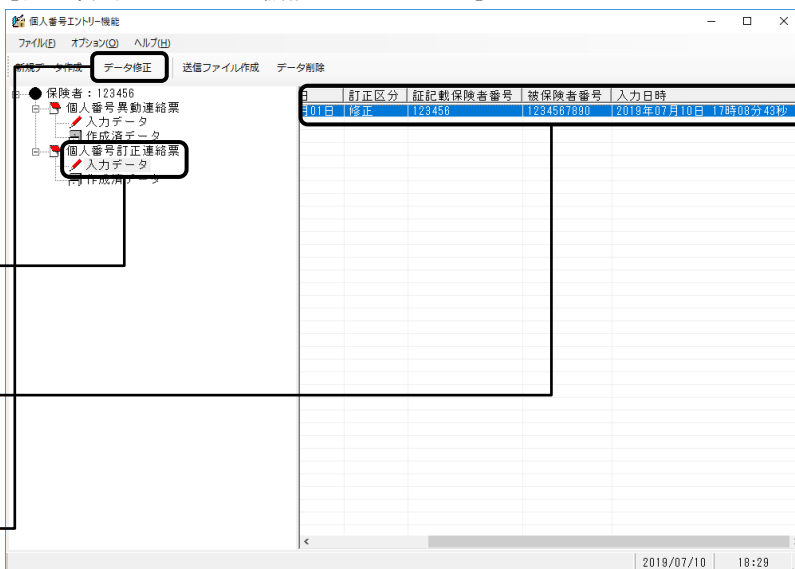 個人番号エントリー機能
ファイル(F) オプション(O) ヘルプ(H)
新規データ作成 データ修正 送信ファイル作成 データ削除
保険者：123456
個人番号異動連絡票
入力データ
作成済データ
個人番号訂正連絡票
入力データ
作成済データ
日 訂正区分 証記載保険者番号 被保険者番号 入力日時
月01日 修正 123456 1234567890 2019年07月10日 17時08分43秒
2019/07/10 18:29